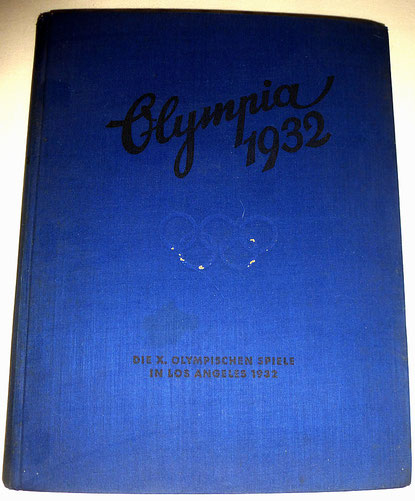 Olympia
1932
DIE X. OLYMPISCHEN SPIELE
IN LOS ANGELES 1932